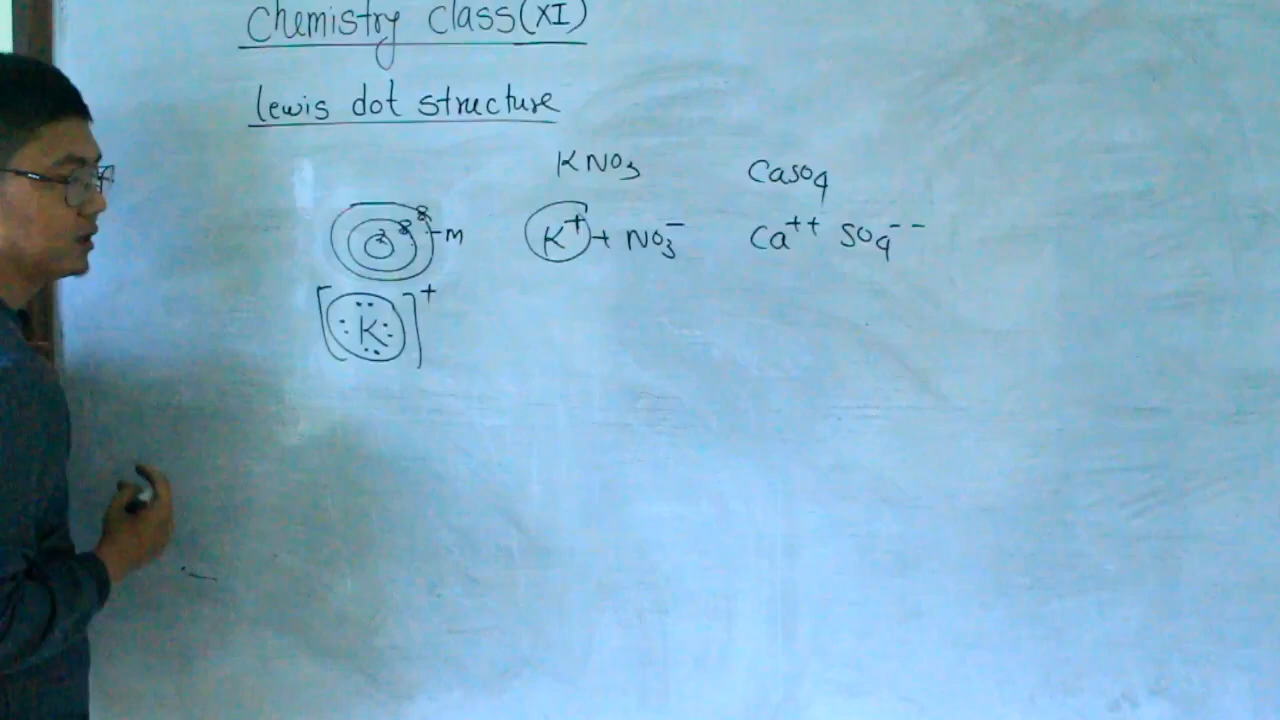 Chemistry Class(XI)
Lewis dot structure
KNO₃ CaSO₄
2 8 8 M K⁺ + NO₃⁻ Ca⁺⁺ SO₄⁻⁻
[K]⁺